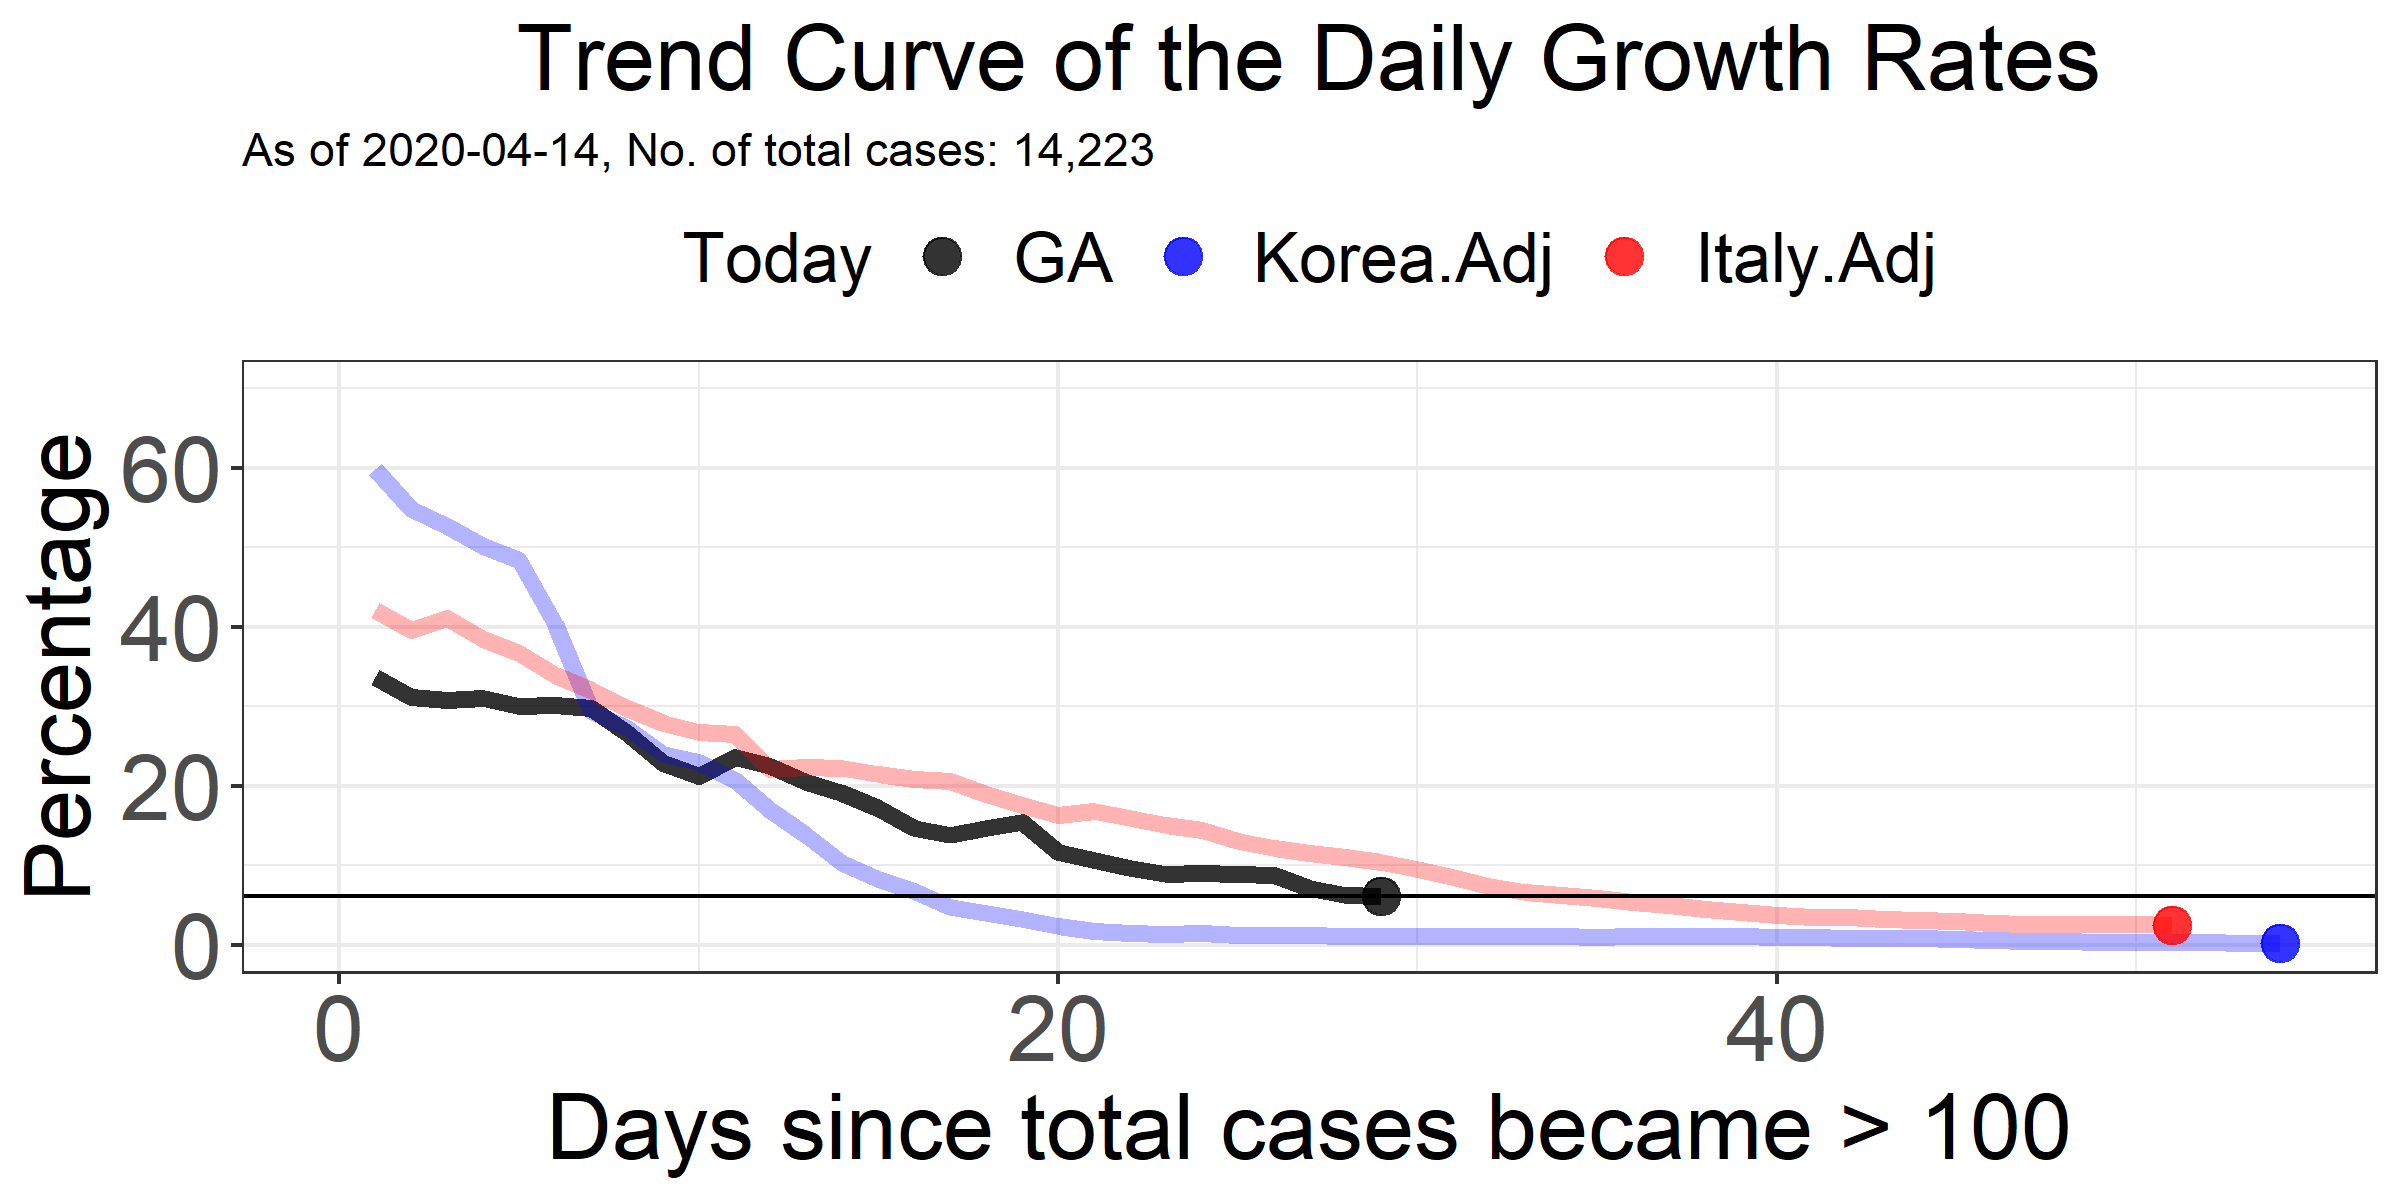 Trend Curve of the Daily Growth Rates
As of 2020-04-14, No. of total cases: 14,223
Today GA Korea.Adj Italy.Adj
Percentage
60
40
20
0
0 20 40
Days since total cases became > 100